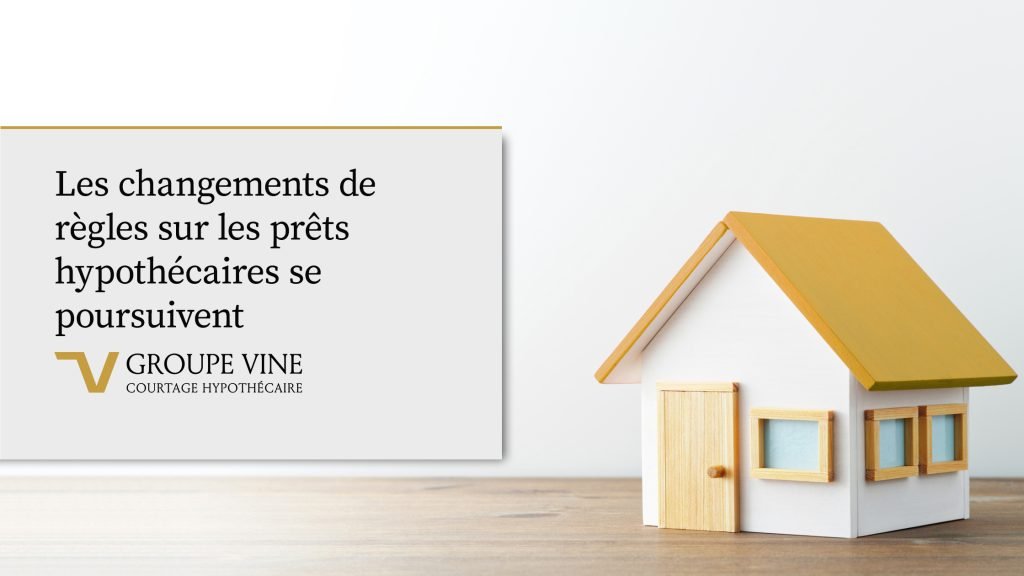 Les changements de
règles sur les prêts
hypothécaires se
poursuivent
GROUPE VINE
COURTAGE HYPOTHÉCAIRE